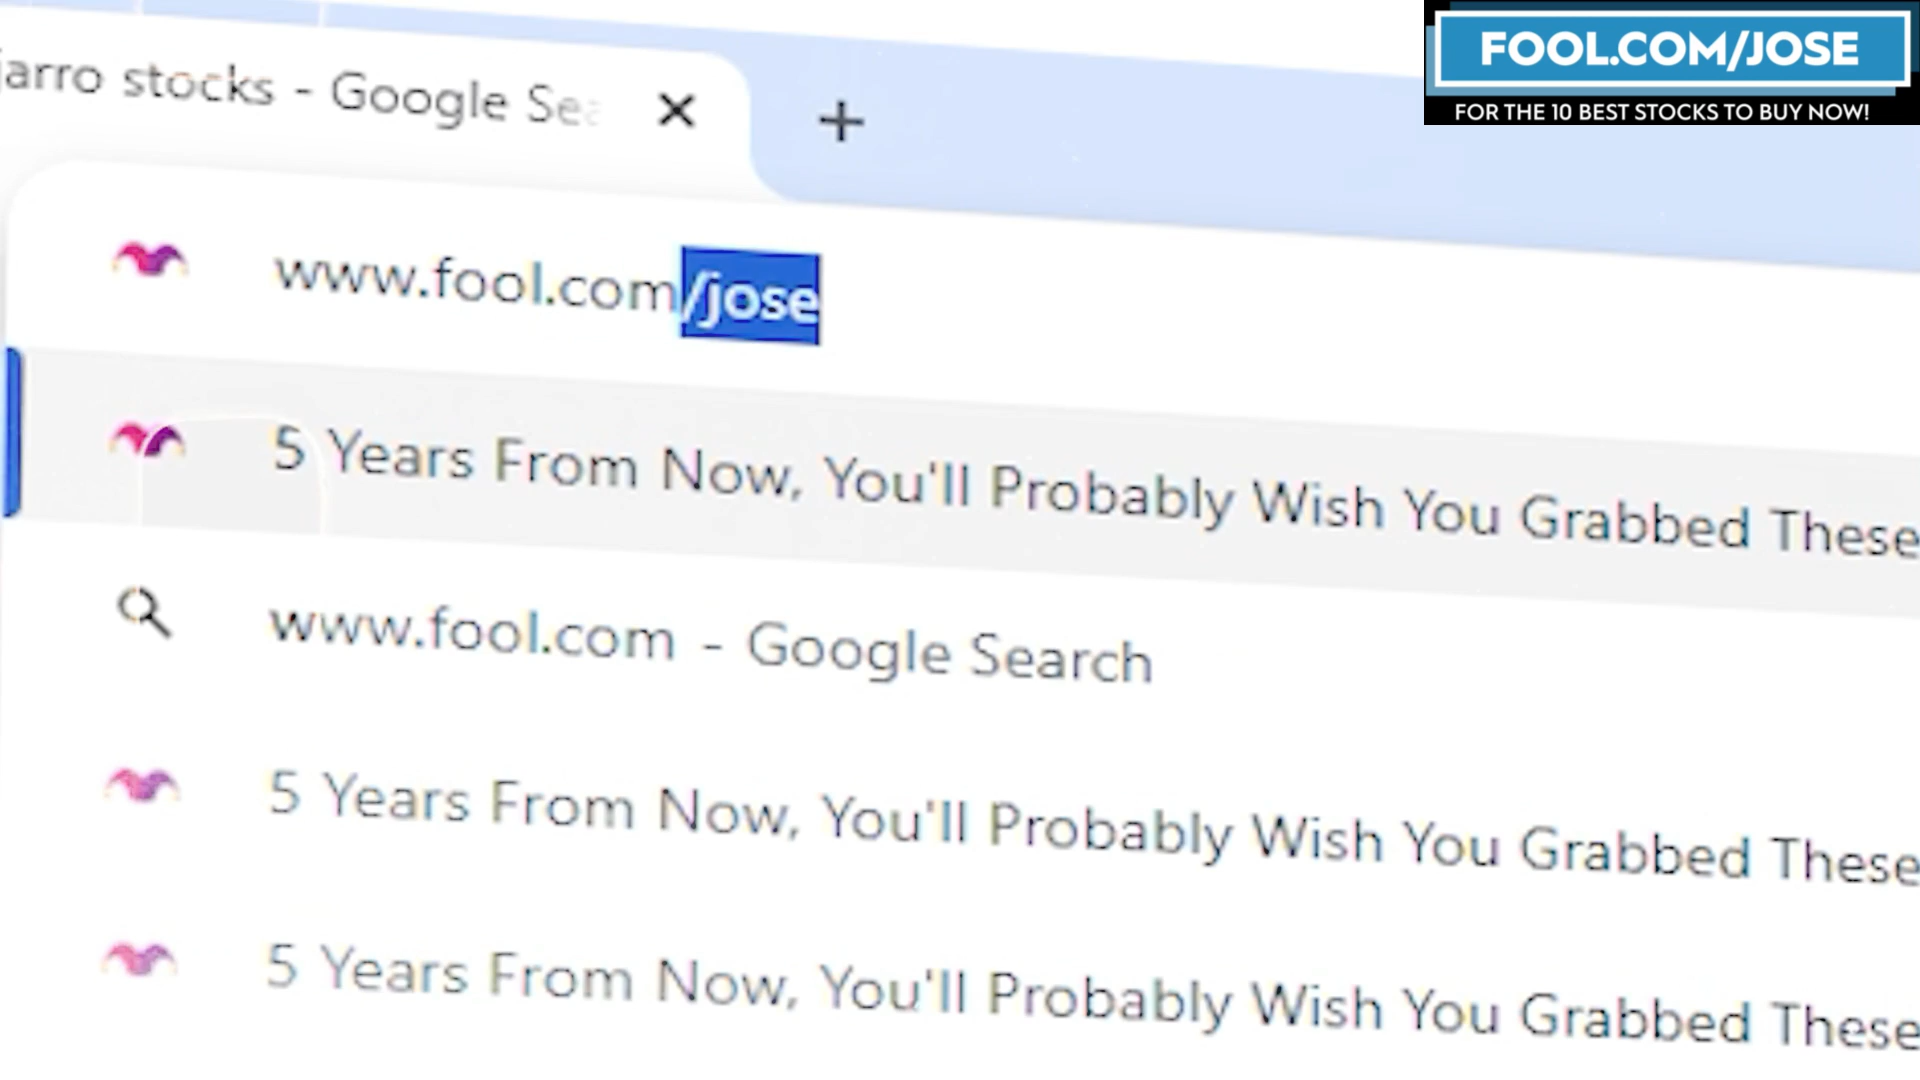 jarro stocks - Google Sea
FOOL.COM/JOSE
FOR THE 10 BEST STOCKS TO BUY NOW!
www.fool.com/jose
5 Years From Now, You'll Probably Wish You Grabbed These
www.fool.com - Google Search
5 Years From Now, You'll Probably Wish You Grabbed These
5 Years From Now, You'll Probably Wish You Grabbed These